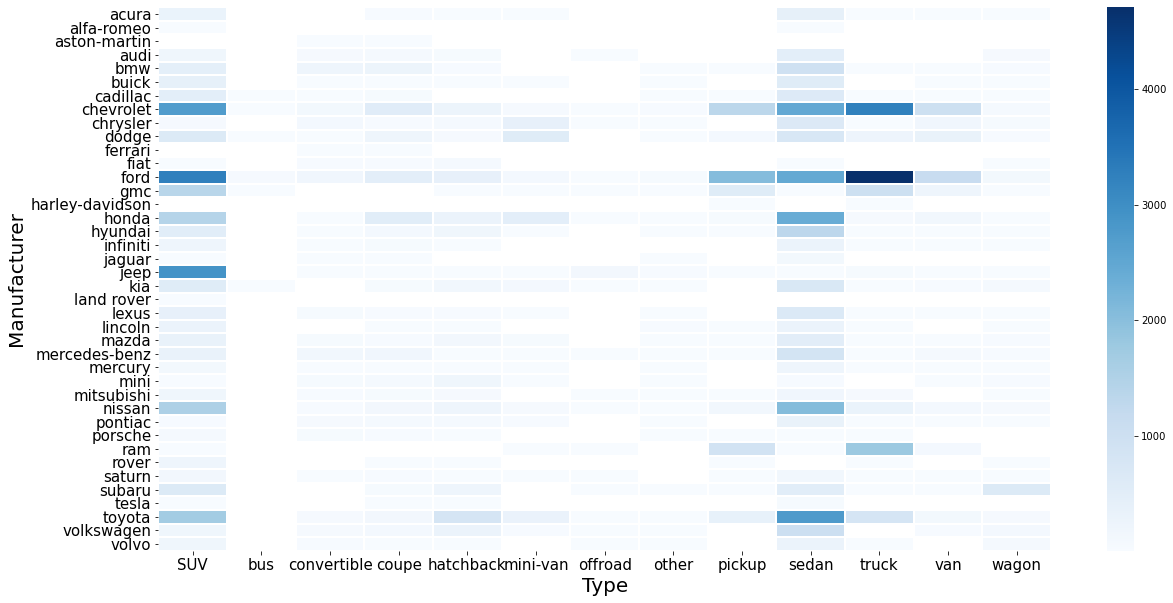 Manufacturer
acura
alfa-romeo
aston-martin
audi
bmw
buick
cadillac
chevrolet
chrysler
dodge
ferrari
fiat
ford
gmc
harley-davidson
honda
hyundai
infiniti
jaguar
jeep
kia
land rover
lexus
lincoln
mazda
mercedes-benz
mercury
mini
mitsubishi
nissan
pontiac
porsche
ram
rover
saturn
subaru
tesla
toyota
volkswagen
volvo
SUV bus convertible coupe hatchback mini-van offroad other pickup sedan truck van wagon
Type
4000
3000
2000
1000